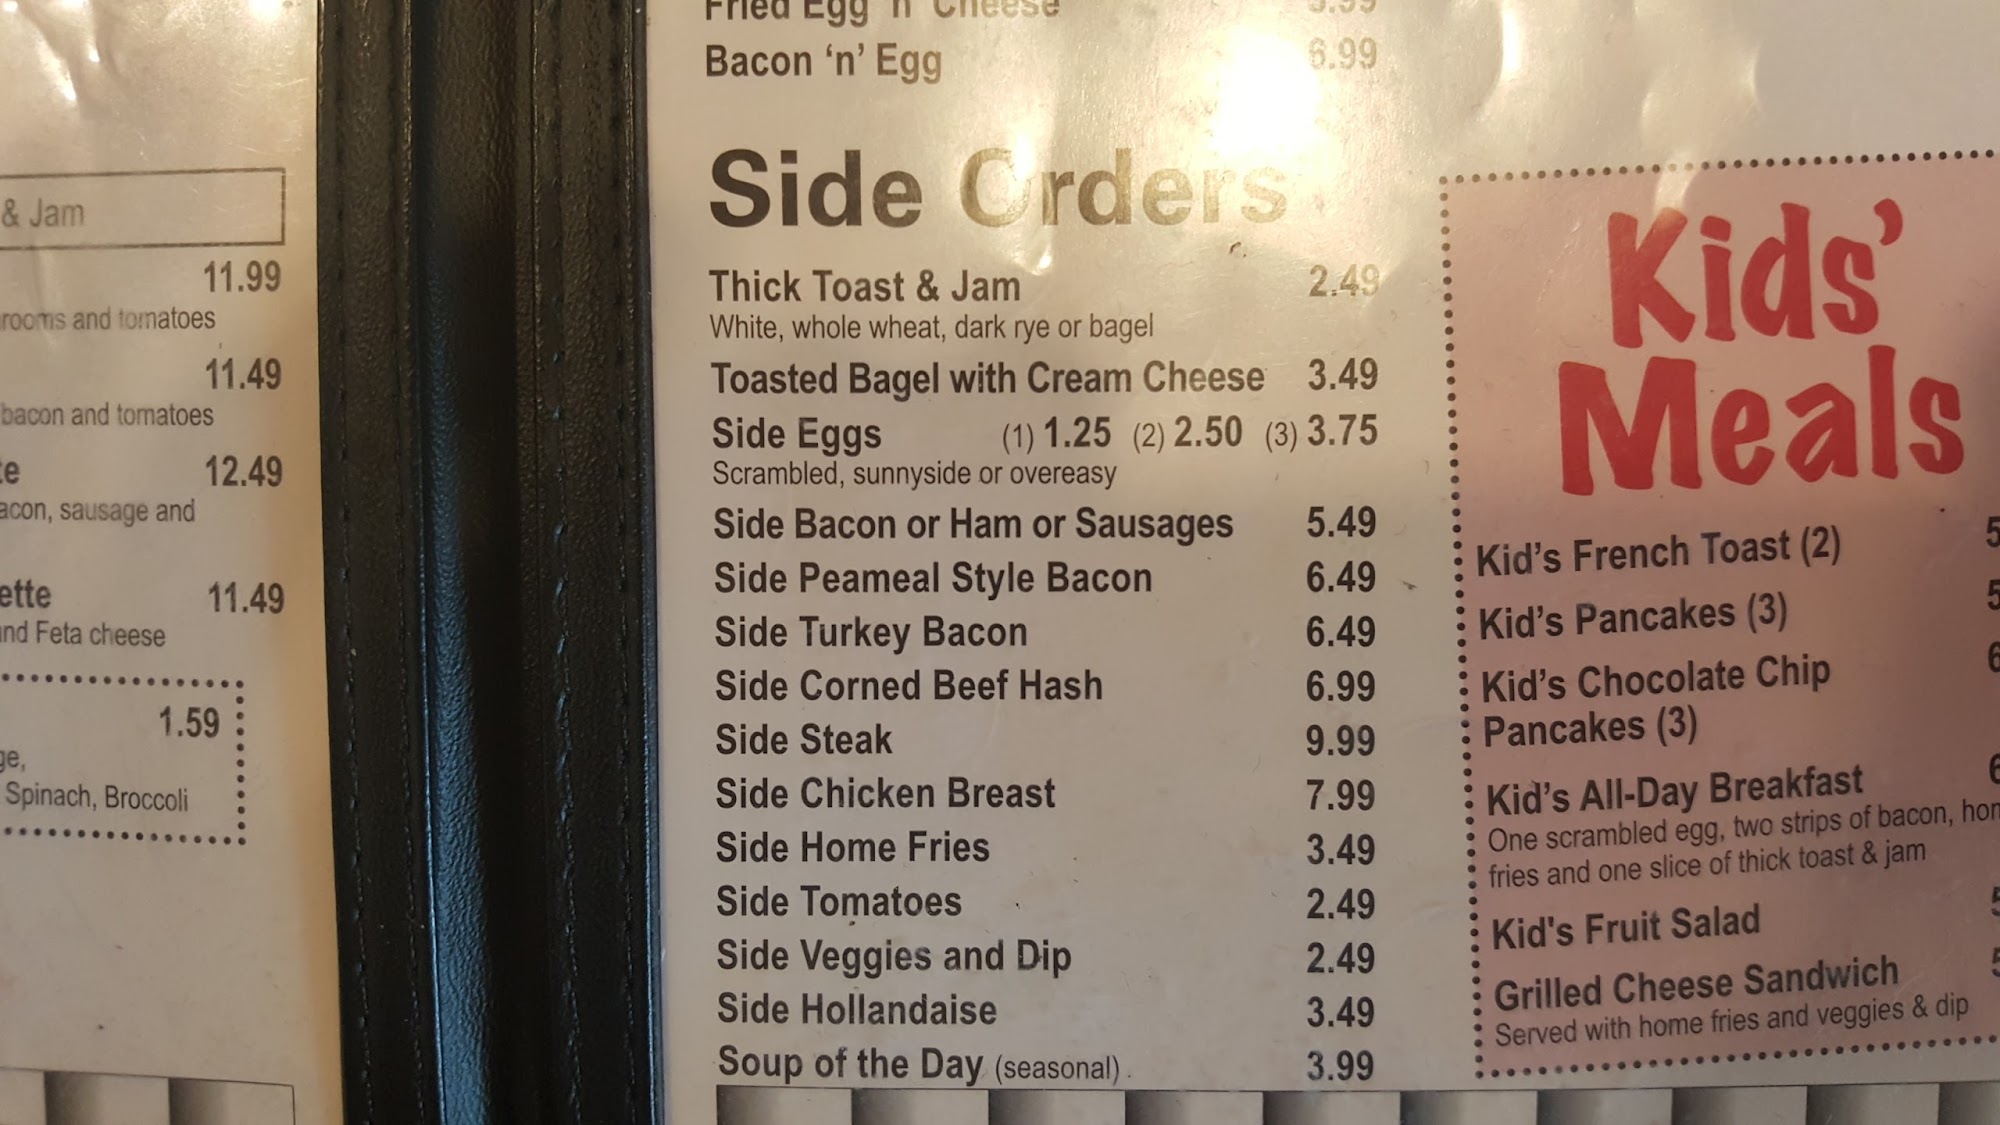 & Jam
11.99
rooms and tomatoes
11.49
bacon and tomatoes
12.49
sausage and
11.49
and Feta cheese
1.59
Spinach, Broccoli
Fried Egg 'n' Cheese 5.99
Bacon ‘n’ Egg 6.99
Side Orders
Thick Toast & Jam 2.49
White, whole wheat, dark rye or bagel
Toasted Bagel with Cream Cheese 3.49
Side Eggs (1) 1.25 (2) 2.50 (3) 3.75
Scrambled, sunnyside or overeasy
Side Bacon or Ham or Sausages 5.49
Side Peameal Style Bacon 6.49
Side Turkey Bacon 6.49
Side Corned Beef Hash 6.99
Side Steak 9.99
Side Chicken Breast 7.99
Side Home Fries 3.49
Side Tomatoes 2.49
Side Veggies and Dip 2.49
Side Hollandaise 3.49
Soup of the Day (seasonal) 3.99
Kids’
Meals
Kid’s French Toast (2)
Kid’s Pancakes (3)
Kid’s Chocolate Chip
Pancakes (3)
Kid’s All-Day Breakfast
One scrambled egg, two strips of bacon,
fries and one slice of thick toast & jam
Kid's Fruit Salad
Grilled Cheese Sandwich
Served with home fries and veggies & dip